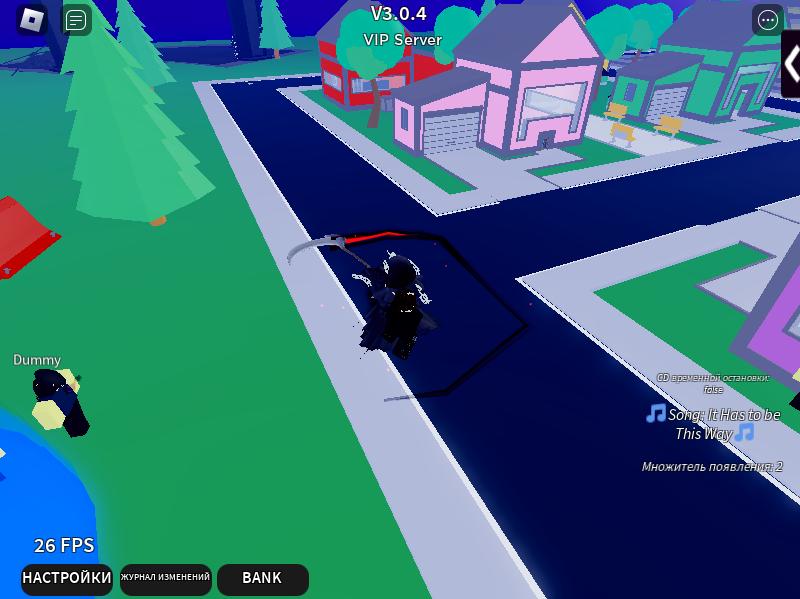 V3.0.4
VIP Server
Dummy
CD временной остановки:
false
🎵Song: It Has to be
This Way🎵
Множитель появления: 2
26 FPS
НАСТРОЙКИ
ЖУРНАЛ ИЗМЕНЕНИЙ
BANK